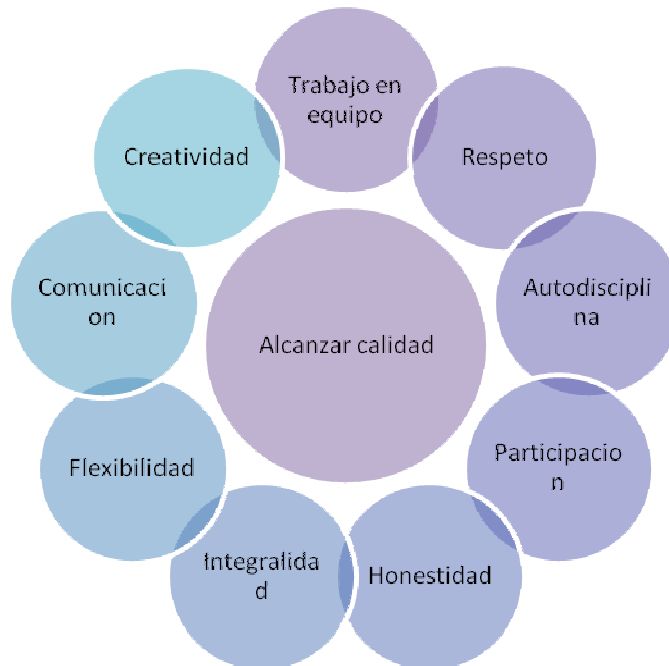 Trabajo en
equipo
Respeto
Autodiscipli
na
Participacio
n
Honestidad
Integralida
d
Flexibilidad
Comunicaci
on
Creatividad
Alcanzar calidad